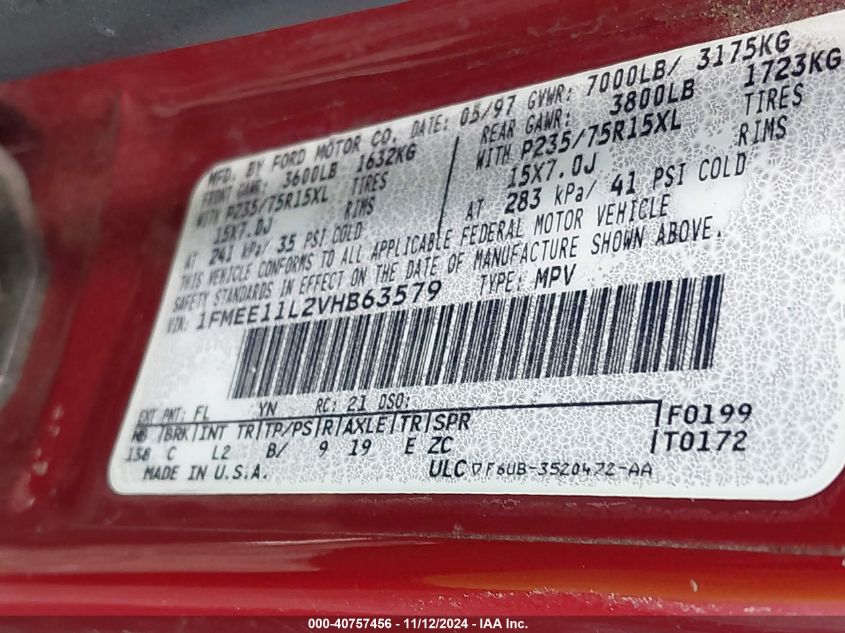 MFD. BY FORD MOTOR CO. DATE: 05/97 GVWR: 7000LB/ 3175KG
FRONT GAWR: 3600LB 1632KG REAR GAWR: 3800LB 1723KG
WITH P235/75R15XL TIRES WITH P235/75R15XL TIRES
15X7.0J RIMS 15X7.0J RIMS
AT 241 kPa/ 35 PSI COLD AT 283 kPa/ 41 PSI COLD
THIS VEHICLE CONFORMS TO ALL APPLICABLE FEDERAL MOTOR VEHICLE
SAFETY STANDARDS IN EFFECT ON THE DATE OF MANUFACTURE SHOWN ABOVE.
VIN: 1FMEE11L2VHB63579 TYPE: MPV
EXT PNT: FL YN RC: 21 DSO:
WB BRK INT TR TP/PS R AXLE TR SPR F0199
138 C L2 B/ 9 19 E ZC T0172
MADE IN U.S.A. ULC F6UB-3520472-AA
000-40757456 - 11/12/2024 - IAA Inc.